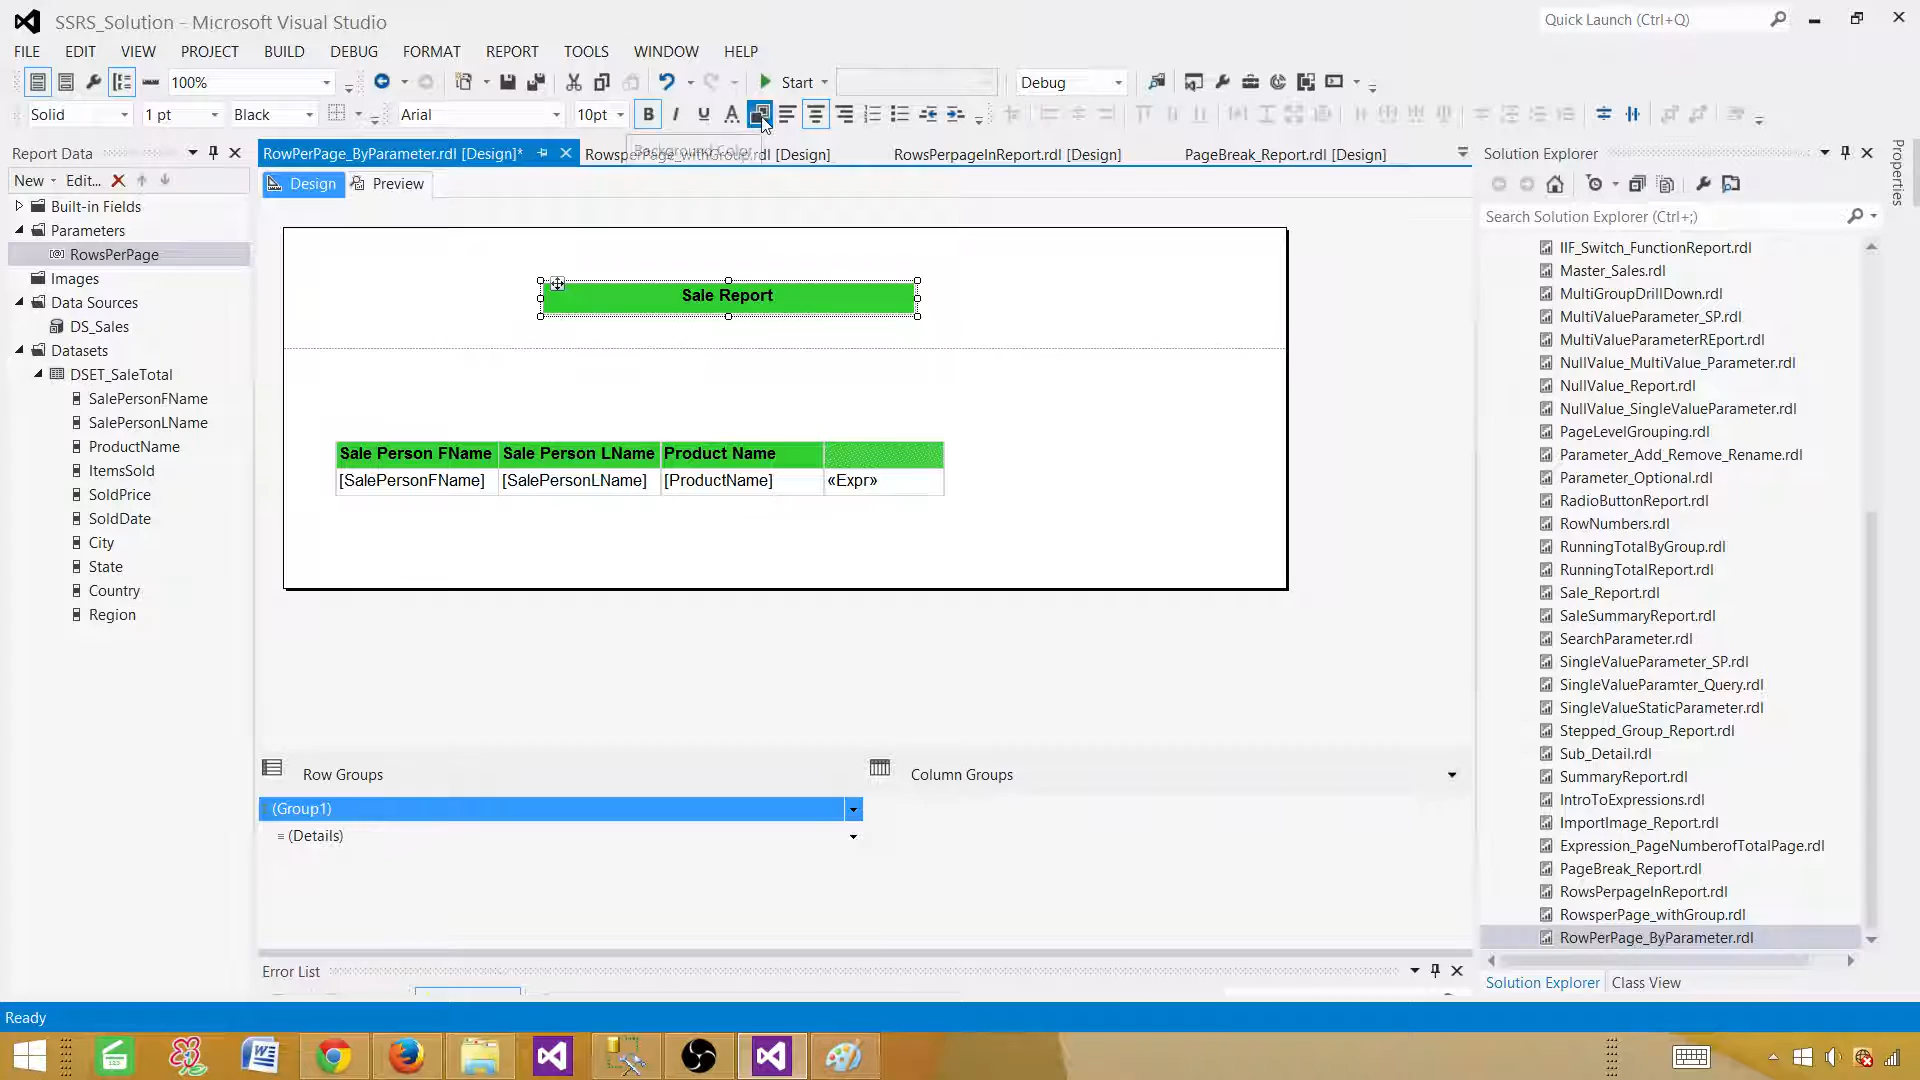 SSRS_Solution - Microsoft Visual Studio
Quick Launch (Ctrl+Q)
FILE EDIT VIEW PROJECT BUILD DEBUG FORMAT REPORT TOOLS WINDOW HELP
100% Start Debug
Solid 1 pt Black Arial 10pt B I U A
Report Data
RowPerPage_ByParameter.rdl [Design]*
RowsperPage_withGroup.rdl [Design]
RowsPerpageInReport.rdl [Design]
PageBreak_Report.rdl [Design]
Background Color
Solution Explorer
Properties
New Edit...
Design Preview
Built-in Fields
Parameters
RowsPerPage
Images
Data Sources
DS_Sales
Datasets
DSET_SaleTotal
SalePersonFName
SalePersonLName
ProductName
ItemsSold
SoldPrice
SoldDate
City
State
Country
Region
Sale Report
Sale Person FName Sale Person LName Product Name
[SalePersonFName] [SalePersonLName] [ProductName] «Expr»
Row Groups
Column Groups
(Group1)
(Details)
Error List
Search Solution Explorer (Ctrl+;)
IIF_Switch_FunctionReport.rdl
Master_Sales.rdl
MultiGroupDrillDown.rdl
MultiValueParameter_SP.rdl
MultiValueParameterREport.rdl
NullValue_MultiValue_Parameter.rdl
NullValue_Report.rdl
NullValue_SingleValueParameter.rdl
PageLevelGrouping.rdl
Parameter_Add_Remove_Rename.rdl
Parameter_Optional.rdl
RadioButtonReport.rdl
RowNumbers.rdl
RunningTotalByGroup.rdl
RunningTotalReport.rdl
Sale_Report.rdl
SaleSummaryReport.rdl
SearchParameter.rdl
SingleValueParameter_SP.rdl
SingleValueParamter_Query.rdl
SingleValueStaticParameter.rdl
Stepped_Group_Report.rdl
Sub_Detail.rdl
SummaryReport.rdl
IntroToExpressions.rdl
ImportImage_Report.rdl
Expression_PageNumberofTotalPage.rdl
PageBreak_Report.rdl
RowsPerpageInReport.rdl
RowsperPage_withGroup.rdl
RowPerPage_ByParameter.rdl
Solution Explorer Class View
Ready